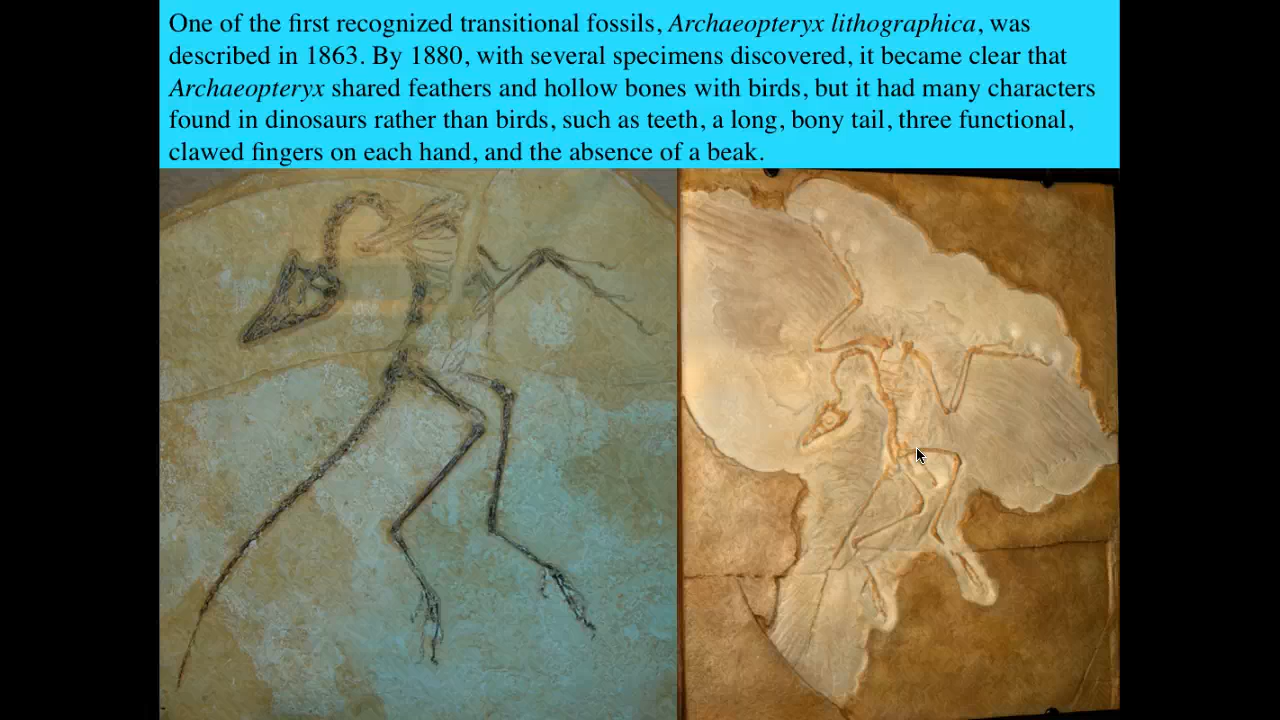 One of the first recognized transitional fossils, Archaeopteryx lithographica, was
described in 1863. By 1880, with several specimens discovered, it became clear that
Archaeopteryx shared feathers and hollow bones with birds, but it had many characters
found in dinosaurs rather than birds, such as teeth, a long, bony tail, three functional,
clawed fingers on each hand, and the absence of a beak.